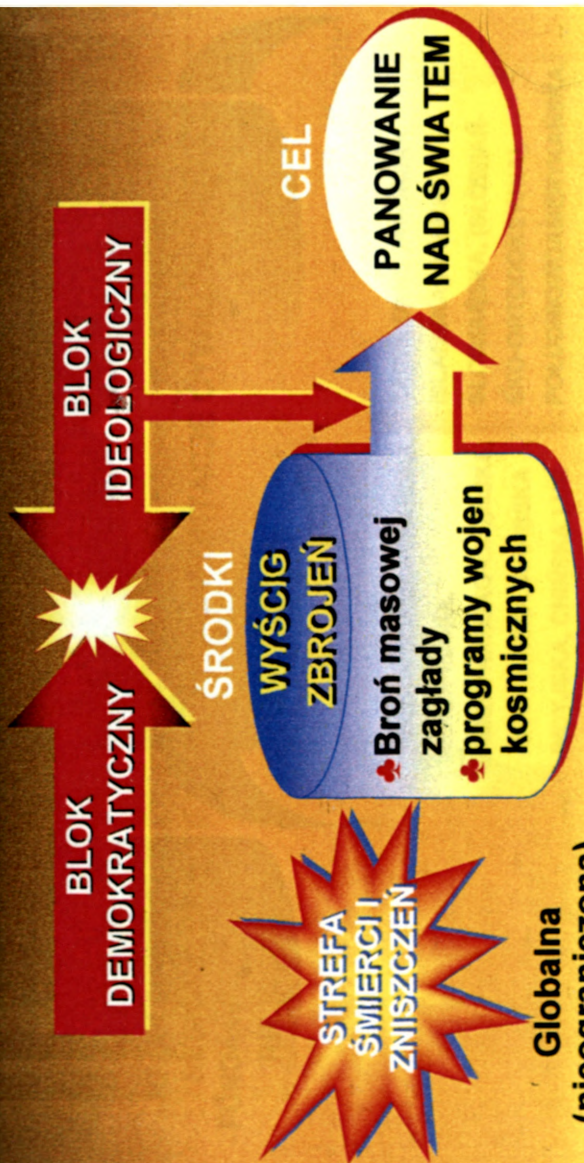 BLOK
DEMOKRATYCZNY
BLOK
IDEOLOGICZNY
STREFA
ŚMIERCI I
ZNISZCZEŃ
Globalna
(nieograniczona)
ŚRODKI
WYŚCIG
ZBROJEŃ
♣Broń masowej
zagłady
♣programy wojen
kosmicznych
CEL
PANOWANIE
NAD ŚWIATEM